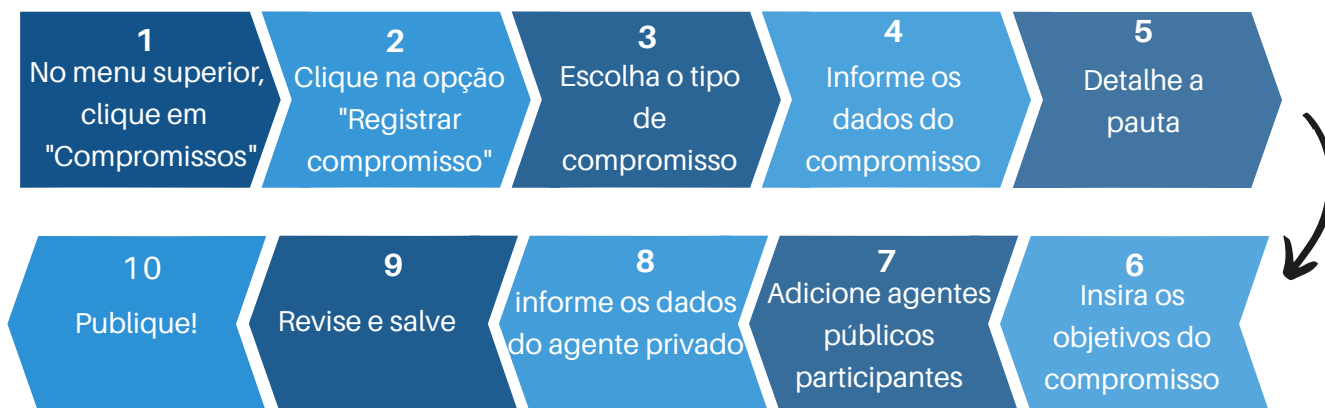 1
No menu superior,
clique em
"Compromissos"
2
Clique na opção
"Registrar
compromisso"
3
Escolha o tipo
de
compromisso
4
Informe os
dados do
compromisso
5
Detalhe a
pauta
6
Insira os
objetivos do
compromisso
7
Adicione agentes
públicos
participantes
8
informe os dados
do agente privado
9
Revise e salve
10
Publique!